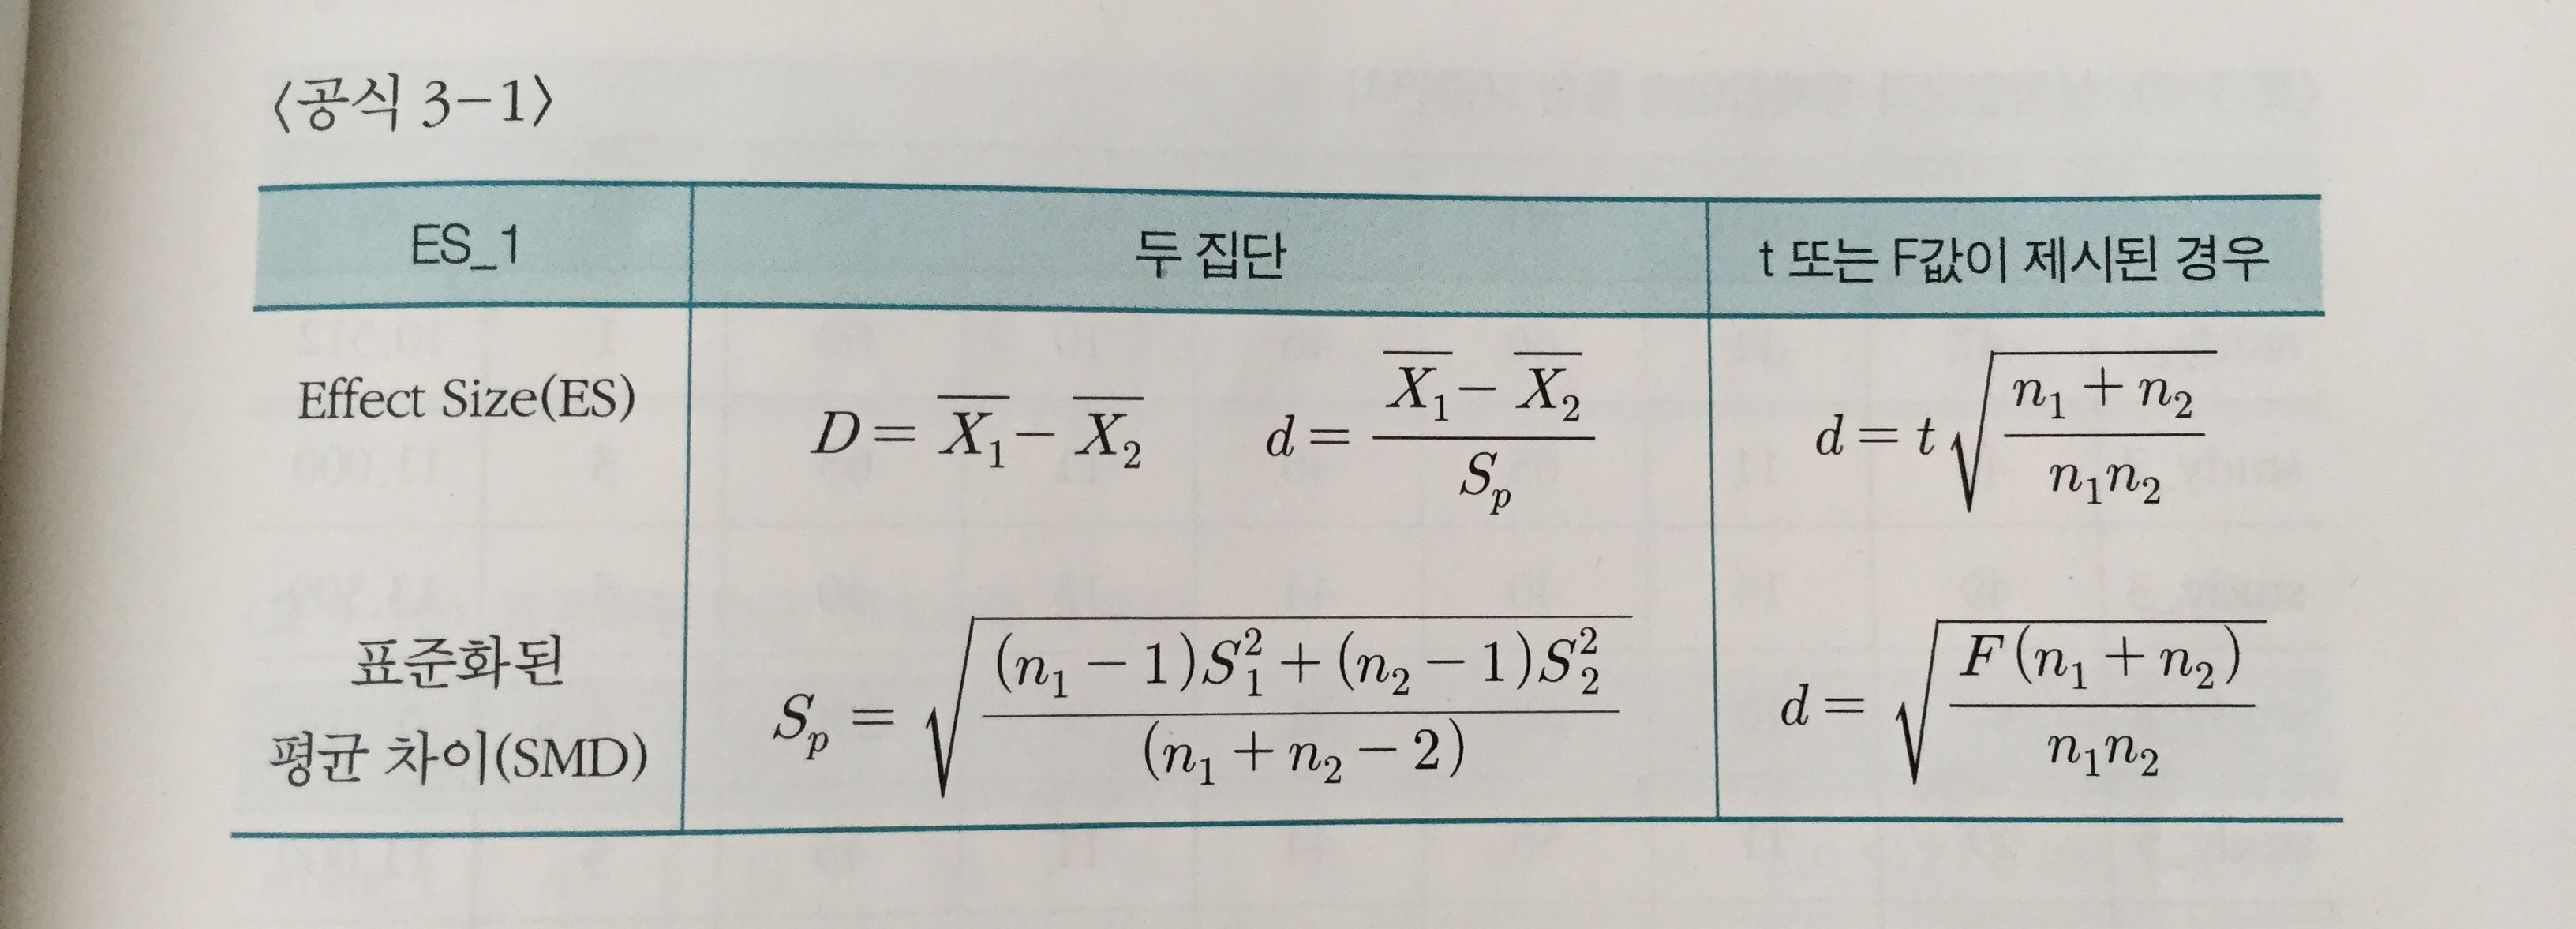 〈공식 3-1〉
ES_1 두 집단 t 또는 F값이 제시된 경우
Effect Size(ES) $D = \overline{X_1} - \overline{X_2}$ $d = \frac{\overline{X_1} - \overline{X_2}}{S_p}$ $d = t\sqrt{\frac{n_1 + n_2}{n_1 n_2}}$
표준화된
평균 차이(SMD) $S_p = \sqrt{\frac{(n_1 - 1)S_1^2 + (n_2 - 1)S_2^2}{(n_1 + n_2 - 2)}}$ $d = \sqrt{\frac{F(n_1 + n_2)}{n_1 n_2}}$